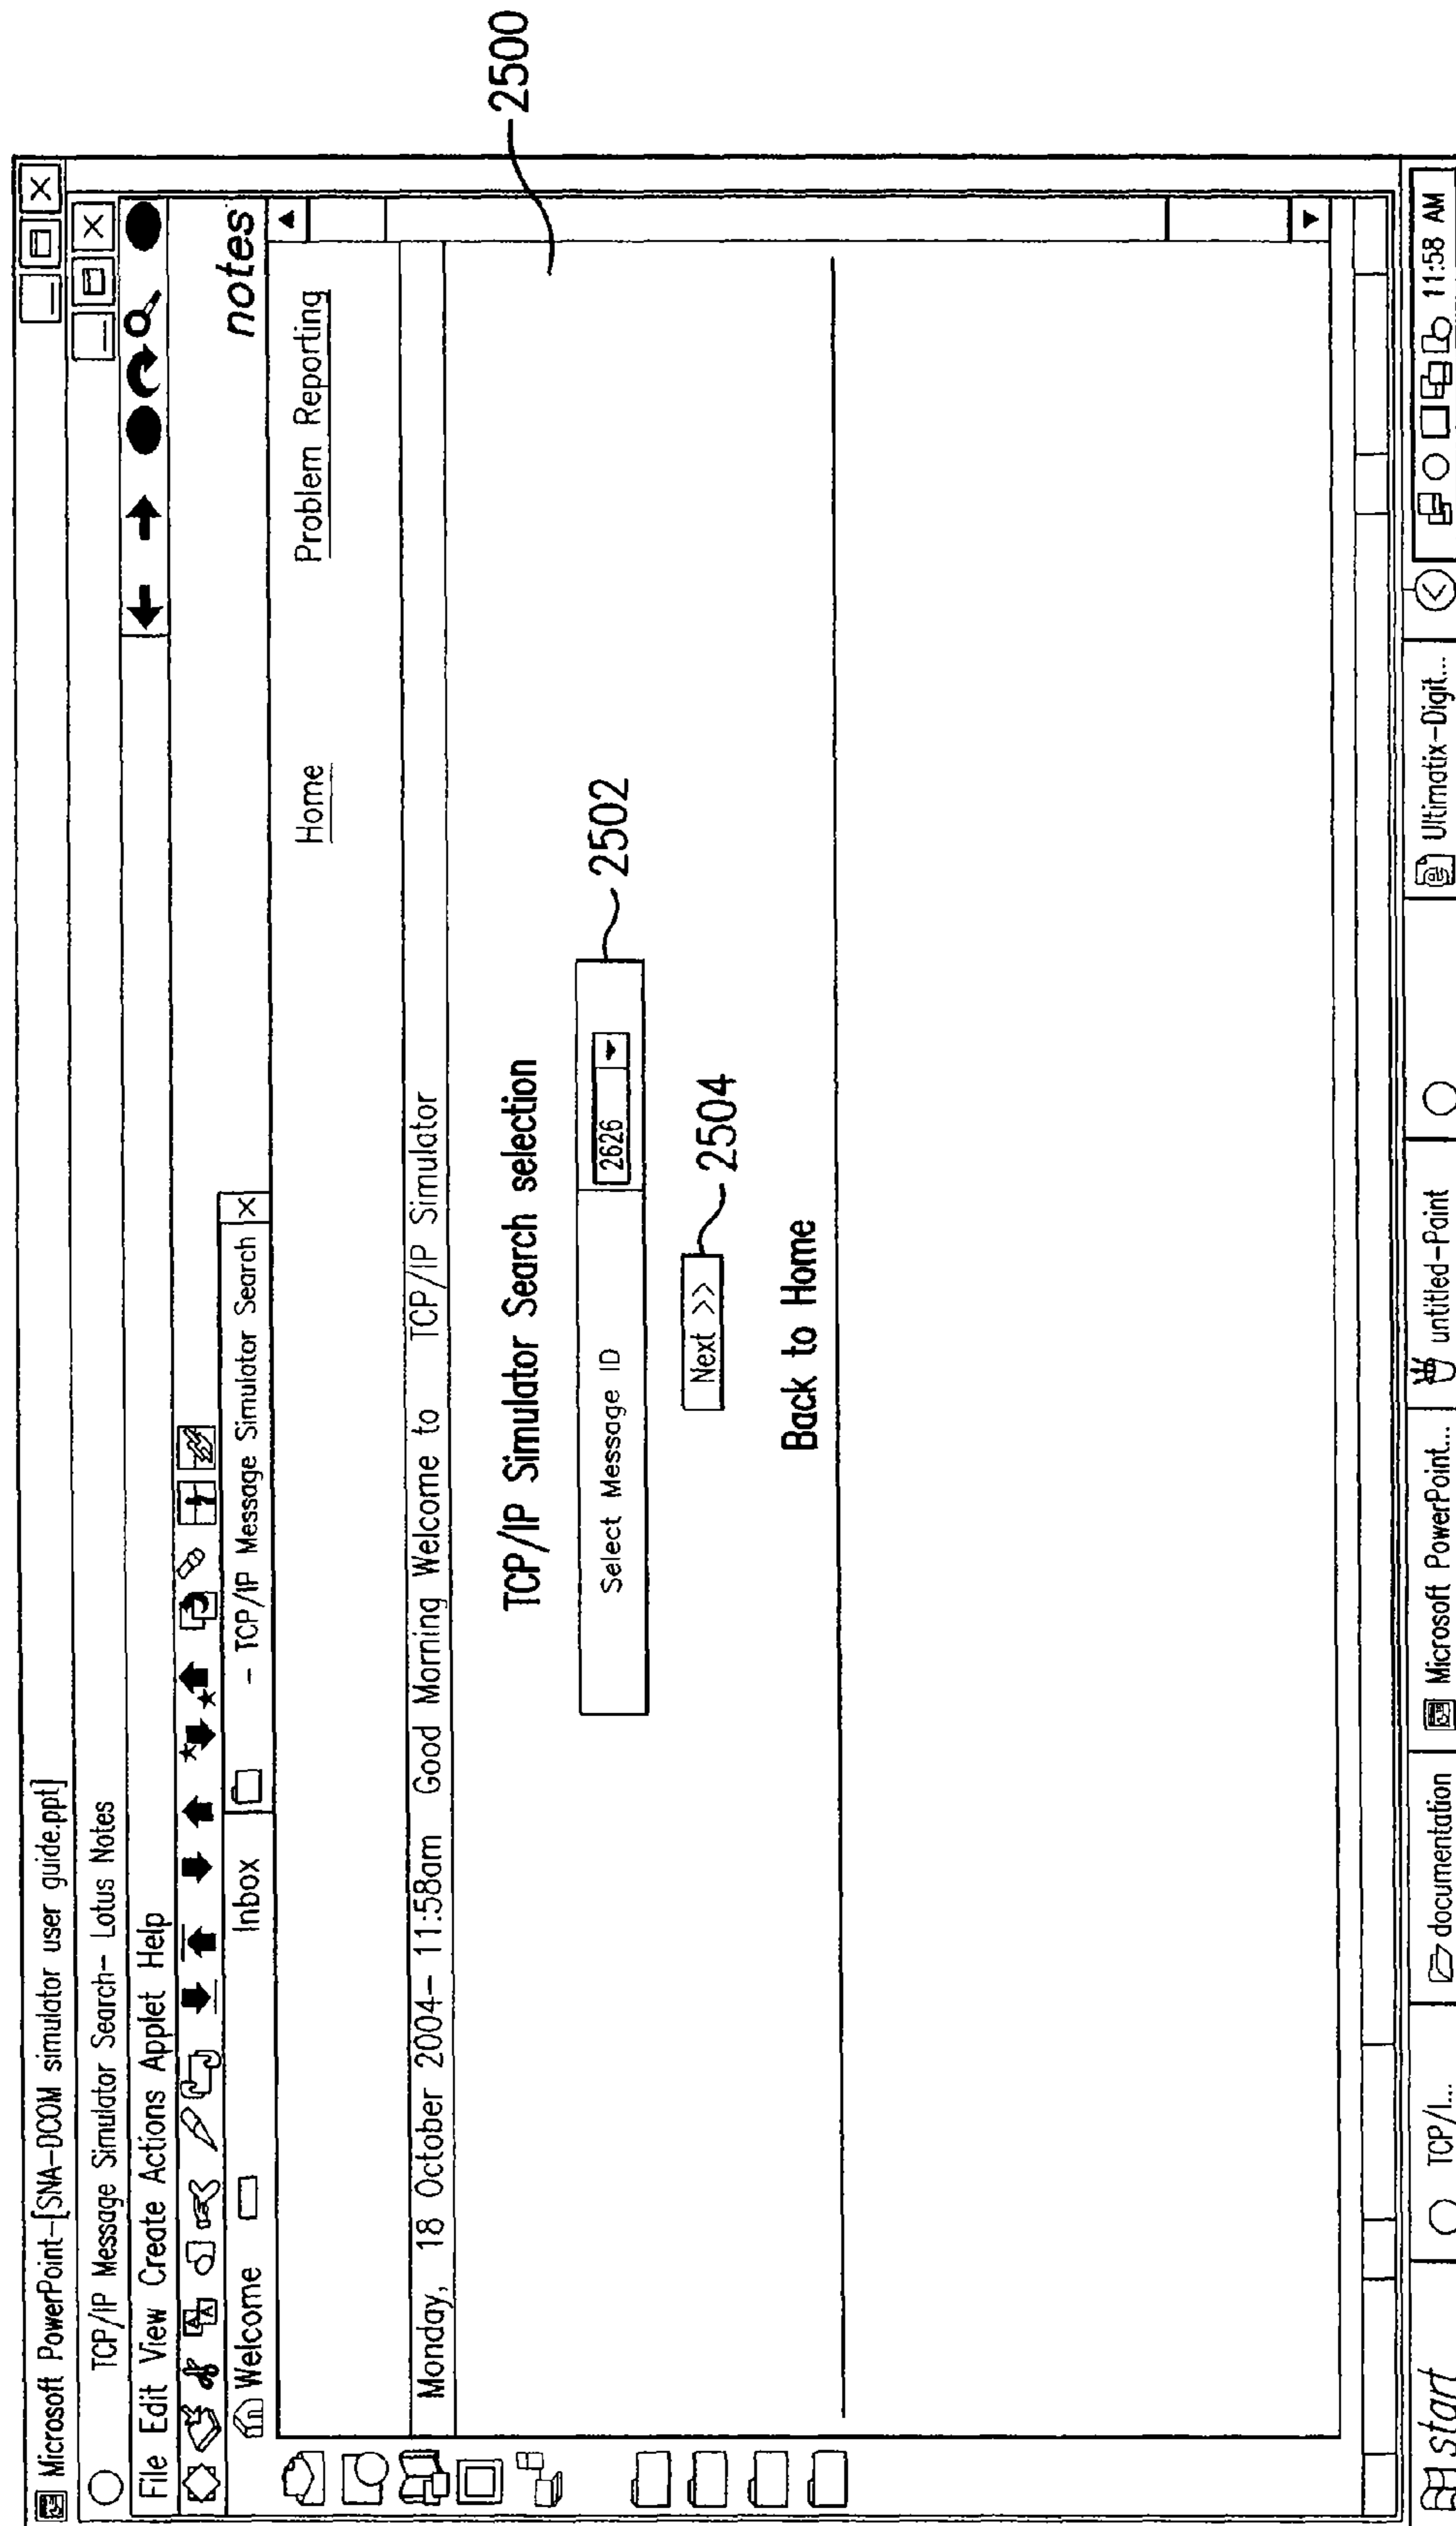 Microsoft PowerPoint-[SNA-DCOM simulator user guide.ppt]
TCP/IP Message Simulator Search- Lotus Notes
File Edit View Create Actions Applet Help
Welcome
Inbox
- TCP/IP Message Simulator Search
notes
Home
Problem Reporting
Monday, 18 October 2004- 11:58am Good Morning Welcome to TCP/IP Simulator
2500
TCP/IP Simulator Search selection
Select Message ID
2626
2502
Next >>
2504
Back to Home
start
TCP/I...
documentation
Microsoft PowerPoint...
untitled-Paint
Ultimatix-Digit...
11:58 AM